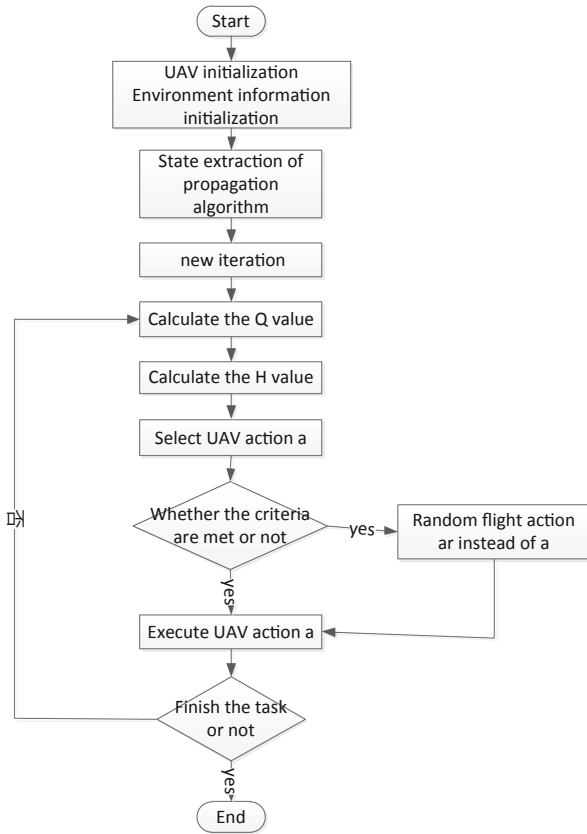 Start
UAV initialization
Environment information
initialization
State extraction of
propagation
algorithm
new iteration
Calculate the Q value
Calculate the H value
Select UAV action a
Whether the criteria
are met or not
yes
Random flight action
ar instead of a
yes
Execute UAV action a
Finish the task
or not
否
yes
End